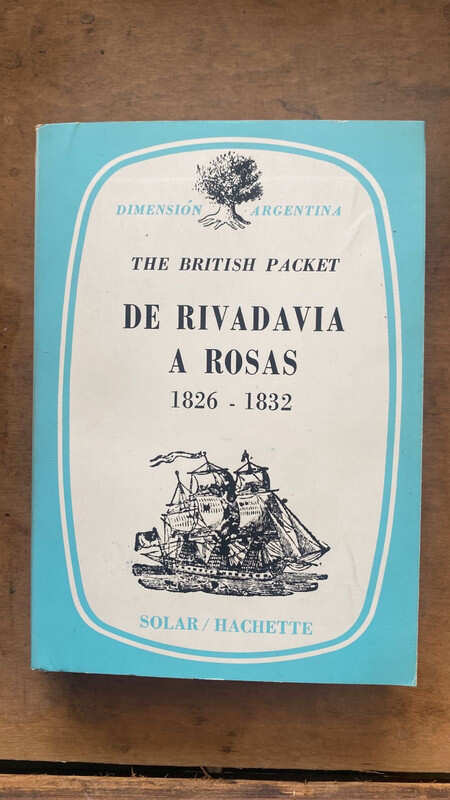 DIMENSIÓN ARGENTINA
THE BRITISH PACKET
DE RIVADAVIA
A ROSAS
1826 - 1832
SOLAR / HACHETTE